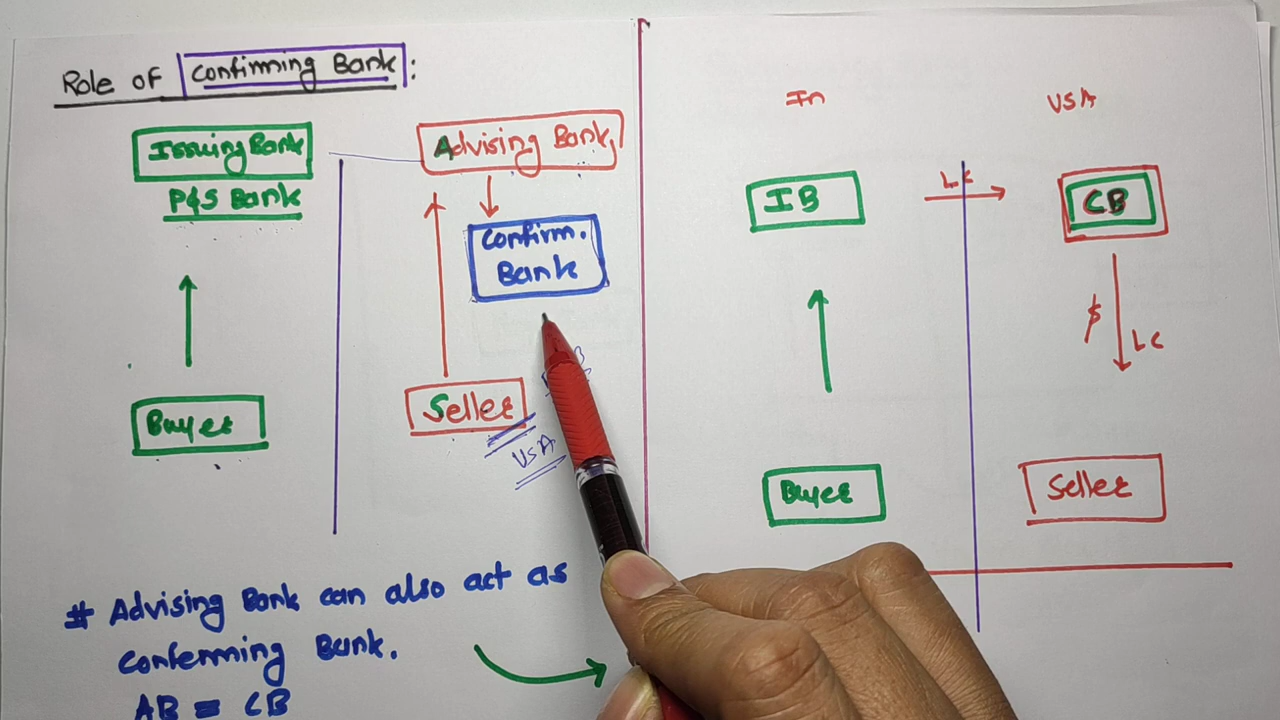 Role of Confirming Bank:
Issuing Bank
P&S Bank
Advising Bank,
Confirm.
Bank
Buyer
Seller
USA
# Advising Bank can also act as
Conferming Bank.
AB = CB
In
USA
IB
LC
CB
$
LC
Buyer
Seller